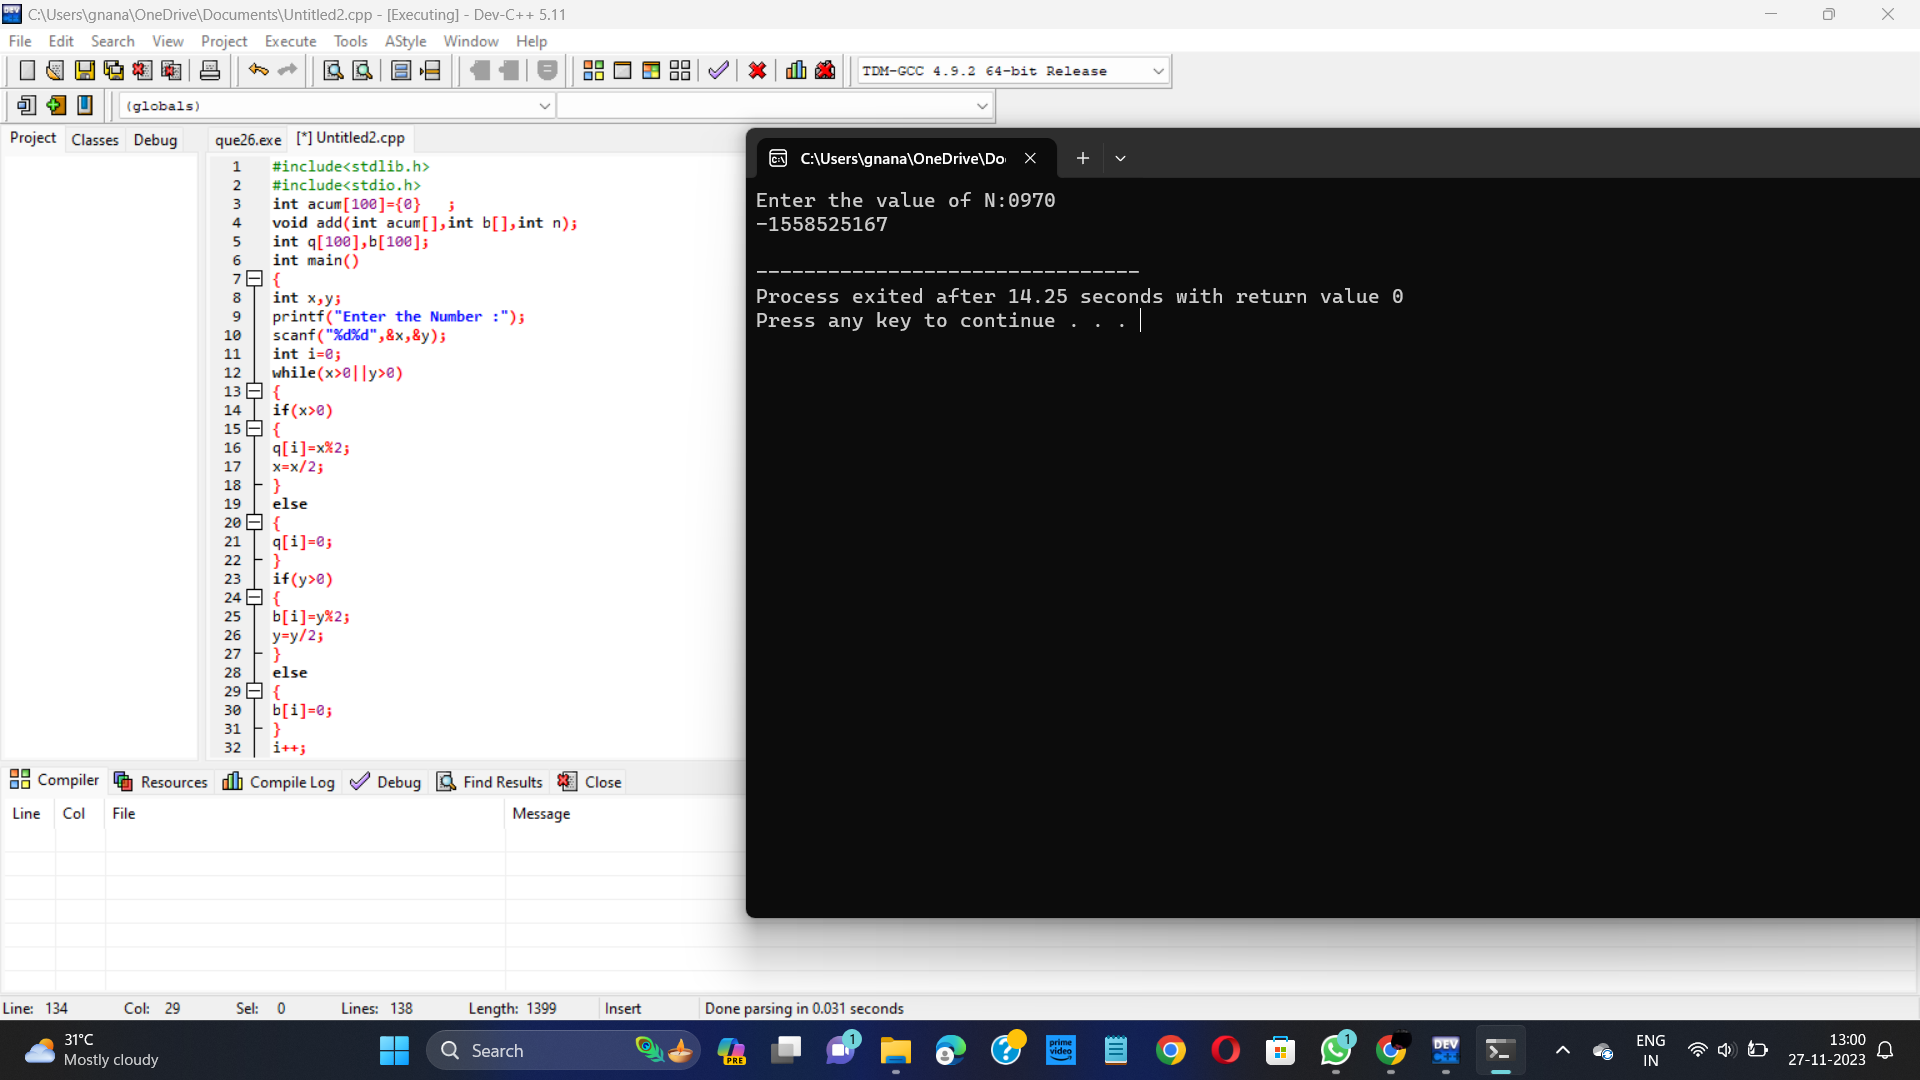 C:\Users\gnana\OneDrive\Documents\Untitled2.cpp - [Executing] - Dev-C++ 5.11
File Edit Search View Project Execute Tools AStyle Window Help
TDM-GCC 4.9.2 64-bit Release
(globals)
Project Classes Debug
que26.exe [*] Untitled2.cpp
1 #include<stdlib.h>
2 #include<stdio.h>
3 int acum[100]={0}   ;
4 void add(int acum[],int b[],int n);
5 int q[100],b[100];
6 int main()
7 {
8 int x,y;
9 printf("Enter the Number :");
10 scanf("%d%d",&x,&y);
11 int i=0;
12 while(x>0||y>0)
13 {
14 if(x>0)
15 {
16 q[i]=x%2;
17 x=x/2;
18 }
19 else
20 {
21 q[i]=0;
22 }
23 if(y>0)
24 {
25 b[i]=y%2;
26 y=y/2;
27 }
28 else
29 {
30 b[i]=0;
31 }
32 i++;
C:\Users\gnana\OneDrive\Do
Enter the value of N:0970
-1558525167
--------------------------------
Process exited after 14.25 seconds with return value 0
Press any key to continue . . .
Compiler Resources Compile Log Debug Find Results Close
Line Col File Message
Line: 134 Col: 29 Sel: 0 Lines: 138 Length: 1399 Insert Done parsing in 0.031 seconds
31°C
Mostly cloudy
Search
PRE
1
prime video
1
DEV C++
ENG
IN
13:00
27-11-2023